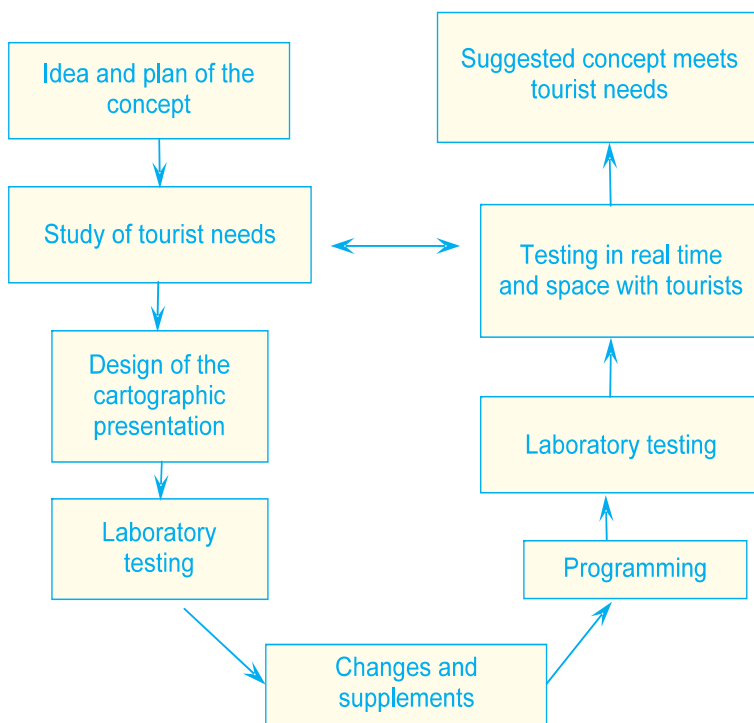 Idea and plan of the
concept
Study of tourist needs
Design of the
cartographic
presentation
Laboratory
testing
Changes and
supplements
Programming
Laboratory testing
Testing in real time
and space with tourists
Suggested concept meets
tourist needs